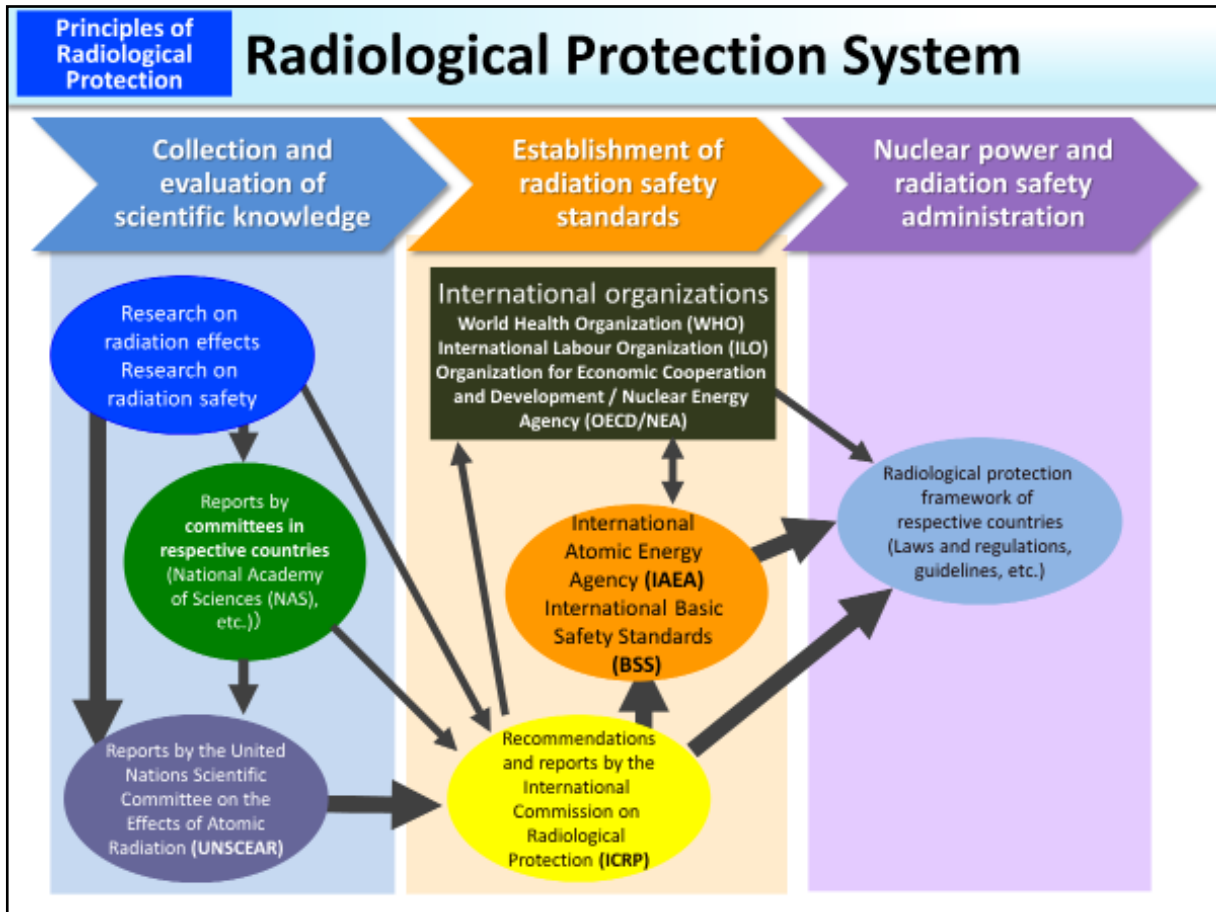 Principles of
Radiological
Protection
Radiological Protection System
Collection and
evaluation of
scientific knowledge
Establishment of
radiation safety
standards
Nuclear power and
radiation safety
administration
Research on
radiation effects
Research on
radiation safety
Reports by
committees in
respective countries
(National Academy
of Sciences (NAS),
etc.))
Reports by the United
Nations Scientific
Committee on the
Effects of Atomic
Radiation (UNSCEAR)
International organizations
World Health Organization (WHO)
International Labour Organization (ILO)
Organization for Economic Cooperation
and Development / Nuclear Energy
Agency (OECD/NEA)
International
Atomic Energy
Agency (IAEA)
International Basic
Safety Standards
(BSS)
Recommendations
and reports by the
International
Commission on
Radiological
Protection (ICRP)
Radiological protection
framework of
respective countries
(Laws and regulations,
guidelines, etc.)